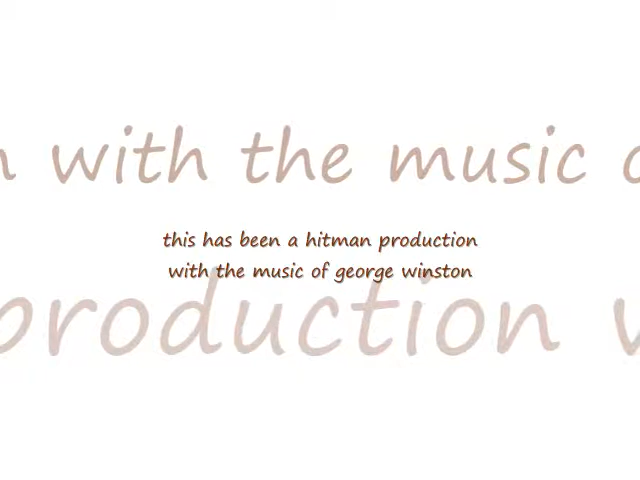 n with the music o
this has been a hitman production
with the music of george winston
production w